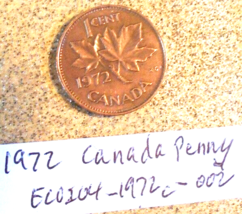 1 CENT
1972
CANADA
1972 Canada Penny
EC0204-1972c-002